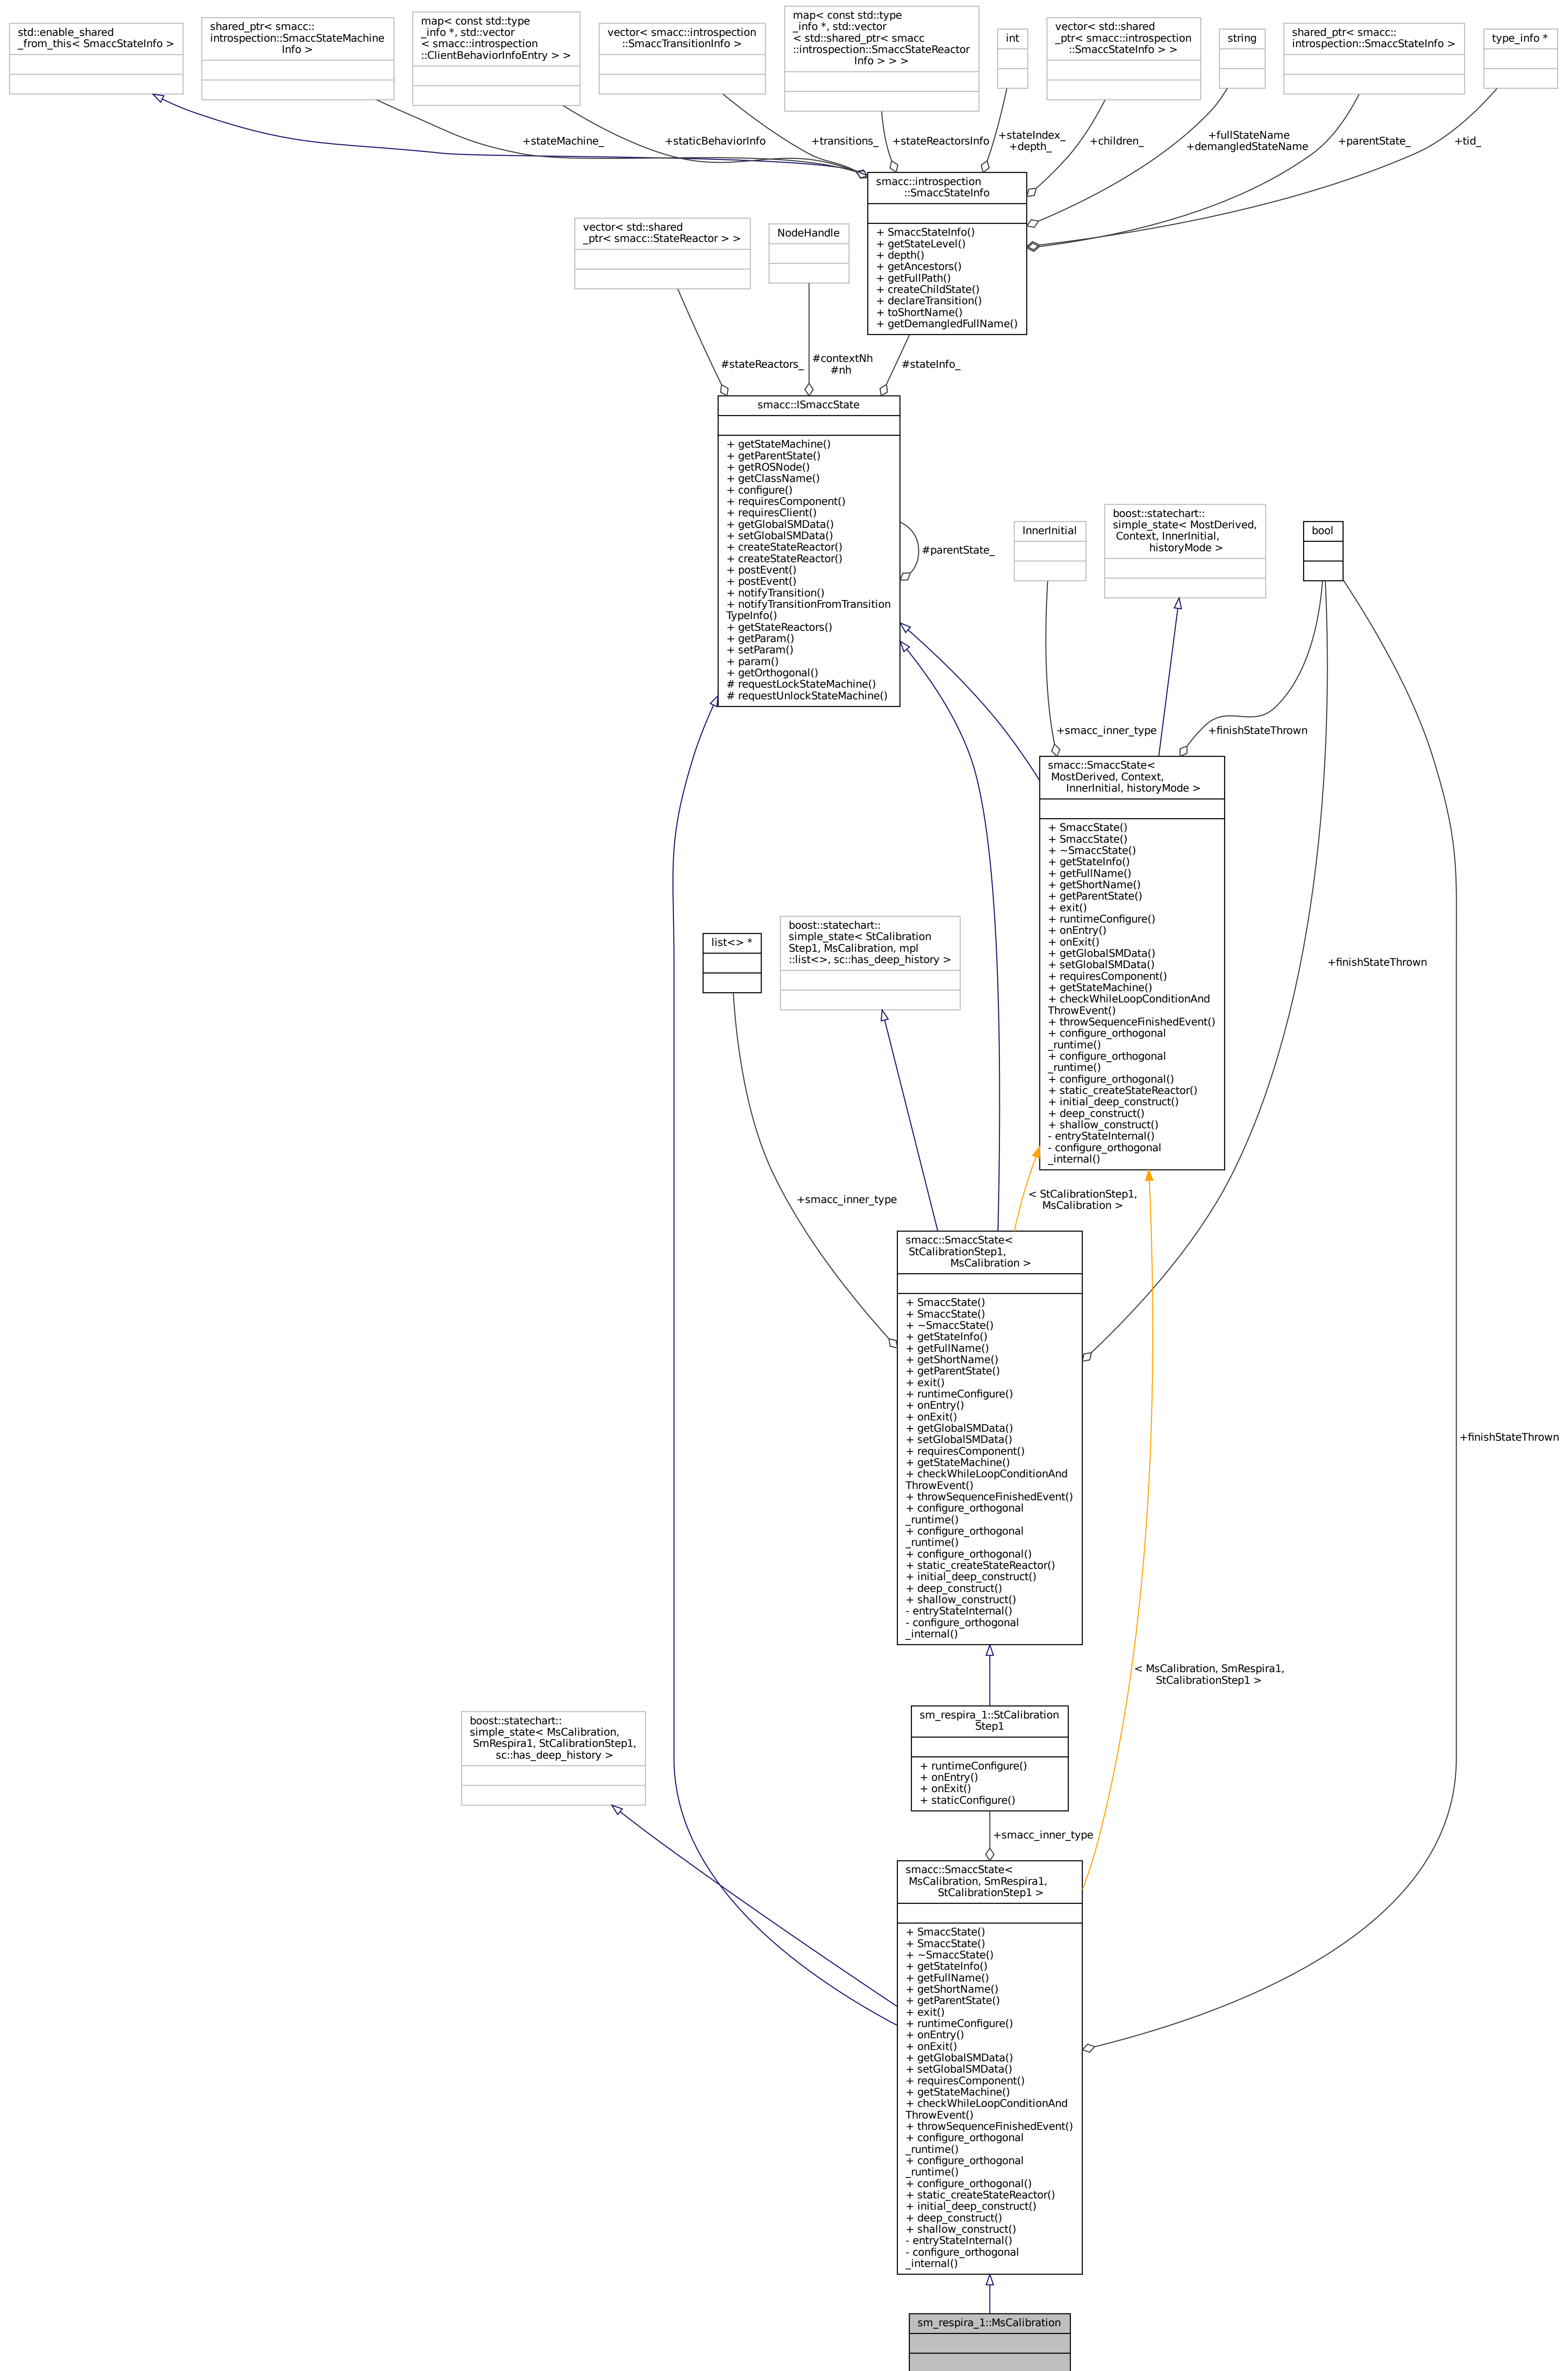 std::enable_shared
_from_this< SmaccStateInfo >
shared_ptr< smacc::
introspection::SmaccStateMachine
Info >
map< const std::type
_info *, std::vector
< smacc::introspection
::ClientBehaviorInfoEntry > >
vector< smacc::introspection
::SmaccTransitionInfo >
map< const std::type
_info *, std::vector
< std::shared_ptr< smacc
::introspection::SmaccStateReactor
Info > > >
int
vector< std::shared
_ptr< smacc::introspection
::SmaccStateInfo > >
string
shared_ptr< smacc::
introspection::SmaccStateInfo >
type_info *
+stateMachine_
+staticBehaviorInfo
+transitions_
+stateReactorsInfo
+stateIndex_
+depth_
+children_
+fullStateName
+demangledStateName
+parentState_
+tid_
smacc::introspection
::SmaccStateInfo
+ SmaccStateInfo()
+ getStateLevel()
+ depth()
+ getAncestors()
+ getFullPath()
+ createChildState()
+ declareTransition()
+ toShortName()
+ getDemangledFullName()
vector< std::shared
_ptr< smacc::StateReactor > >
NodeHandle
#stateReactors_
#contextNh
#nh
#stateInfo_
smacc::ISmaccState
+ getStateMachine()
+ getParentState()
+ getROSNode()
+ getClassName()
+ configure()
+ requiresComponent()
+ requiresClient()
+ getGlobalSMData()
+ setGlobalSMData()
+ createStateReactor()
+ createStateReactor()
+ postEvent()
+ postEvent()
+ notifyTransition()
+ notifyTransitionFromTransition
TypeInfo()
+ getStateReactors()
+ getParam()
+ setParam()
+ param()
+ getOrthogonal()
# requestLockStateMachine()
# requestUnlockStateMachine()
#parentState_
InnerInitial
boost::statechart::
simple_state< MostDerived,
Context, InnerInitial,
historyMode >
bool
+smacc_inner_type
+finishStateThrown
smacc::SmaccState<
MostDerived, Context,
InnerInitial, historyMode >
+ SmaccState()
+ SmaccState()
+ ~SmaccState()
+ getStateInfo()
+ getFullName()
+ getShortName()
+ getParentState()
+ exit()
+ runtimeConfigure()
+ onEntry()
+ onExit()
+ getGlobalSMData()
+ setGlobalSMData()
+ requiresComponent()
+ getStateMachine()
+ checkWhileLoopConditionAnd
ThrowEvent()
+ throwSequenceFinishedEvent()
+ configure_orthogonal
_runtime()
+ configure_orthogonal
_runtime()
+ configure_orthogonal()
+ static_createStateReactor()
+ initial_deep_construct()
+ deep_construct()
+ shallow_construct()
- entryStateInternal()
- configure_orthogonal
_internal()
+finishStateThrown
list<> *
boost::statechart::
simple_state< StCalibration
Step1, MsCalibration, mpl
::list<>, sc::has_deep_history >
+smacc_inner_type
< StCalibrationStep1,
MsCalibration >
smacc::SmaccState<
StCalibrationStep1,
MsCalibration >
+ SmaccState()
+ SmaccState()
+ ~SmaccState()
+ getStateInfo()
+ getFullName()
+ getShortName()
+ getParentState()
+ exit()
+ runtimeConfigure()
+ onEntry()
+ onExit()
+ getGlobalSMData()
+ setGlobalSMData()
+ requiresComponent()
+ getStateMachine()
+ checkWhileLoopConditionAnd
ThrowEvent()
+ throwSequenceFinishedEvent()
+ configure_orthogonal
_runtime()
+ configure_orthogonal
_runtime()
+ configure_orthogonal()
+ static_createStateReactor()
+ initial_deep_construct()
+ deep_construct()
+ shallow_construct()
- entryStateInternal()
- configure_orthogonal
_internal()
+finishStateThrown
< MsCalibration, SmRespira1,
StCalibrationStep1 >
boost::statechart::
simple_state< MsCalibration,
SmRespira1, StCalibrationStep1,
sc::has_deep_history >
sm_respira_1::StCalibration
Step1
+ runtimeConfigure()
+ onEntry()
+ onExit()
+ staticConfigure()
+smacc_inner_type
smacc::SmaccState<
MsCalibration, SmRespira1,
StCalibrationStep1 >
+ SmaccState()
+ SmaccState()
+ ~SmaccState()
+ getStateInfo()
+ getFullName()
+ getShortName()
+ getParentState()
+ exit()
+ runtimeConfigure()
+ onEntry()
+ onExit()
+ getGlobalSMData()
+ setGlobalSMData()
+ requiresComponent()
+ getStateMachine()
+ checkWhileLoopConditionAnd
ThrowEvent()
+ throwSequenceFinishedEvent()
+ configure_orthogonal
_runtime()
+ configure_orthogonal
_runtime()
+ configure_orthogonal()
+ static_createStateReactor()
+ initial_deep_construct()
+ deep_construct()
+ shallow_construct()
- entryStateInternal()
- configure_orthogonal
_internal()
sm_respira_1::MsCalibration